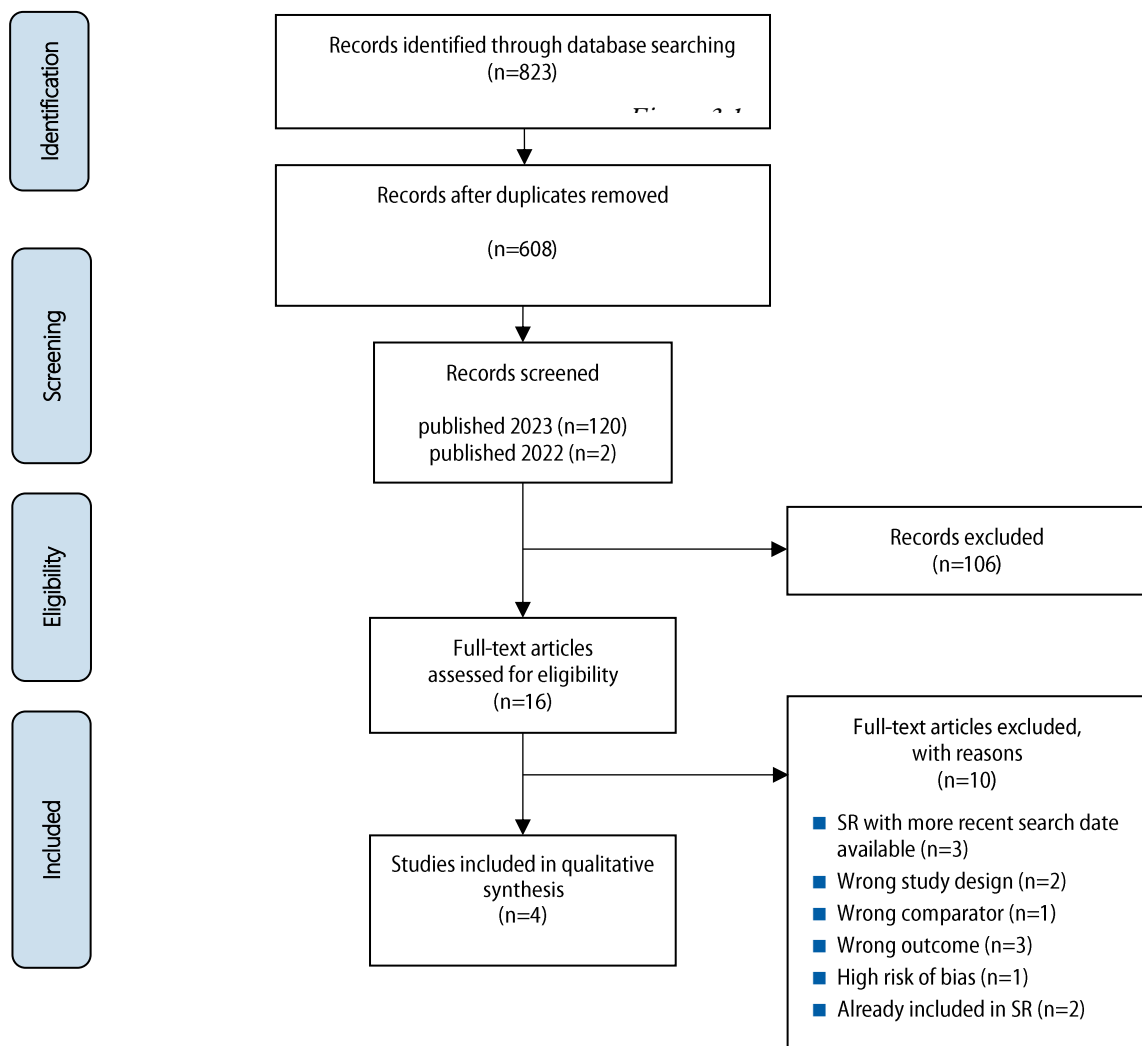 Identification
Records identified through database searching
(n=823)
Records after duplicates removed
(n=608)
Screening
Records screened
published 2023 (n=120)
published 2022 (n=2)
Eligibility
Records excluded
(n=106)
Full-text articles
assessed for eligibility
(n=16)
Included
Full-text articles excluded,
with reasons
(n=10)
SR with more recent search date
available (n=3)
Wrong study design (n=2)
Wrong comparator (n=1)
Wrong outcome (n=3)
High risk of bias (n=1)
Already included in SR (n=2)
Studies included in qualitative
synthesis
(n=4)